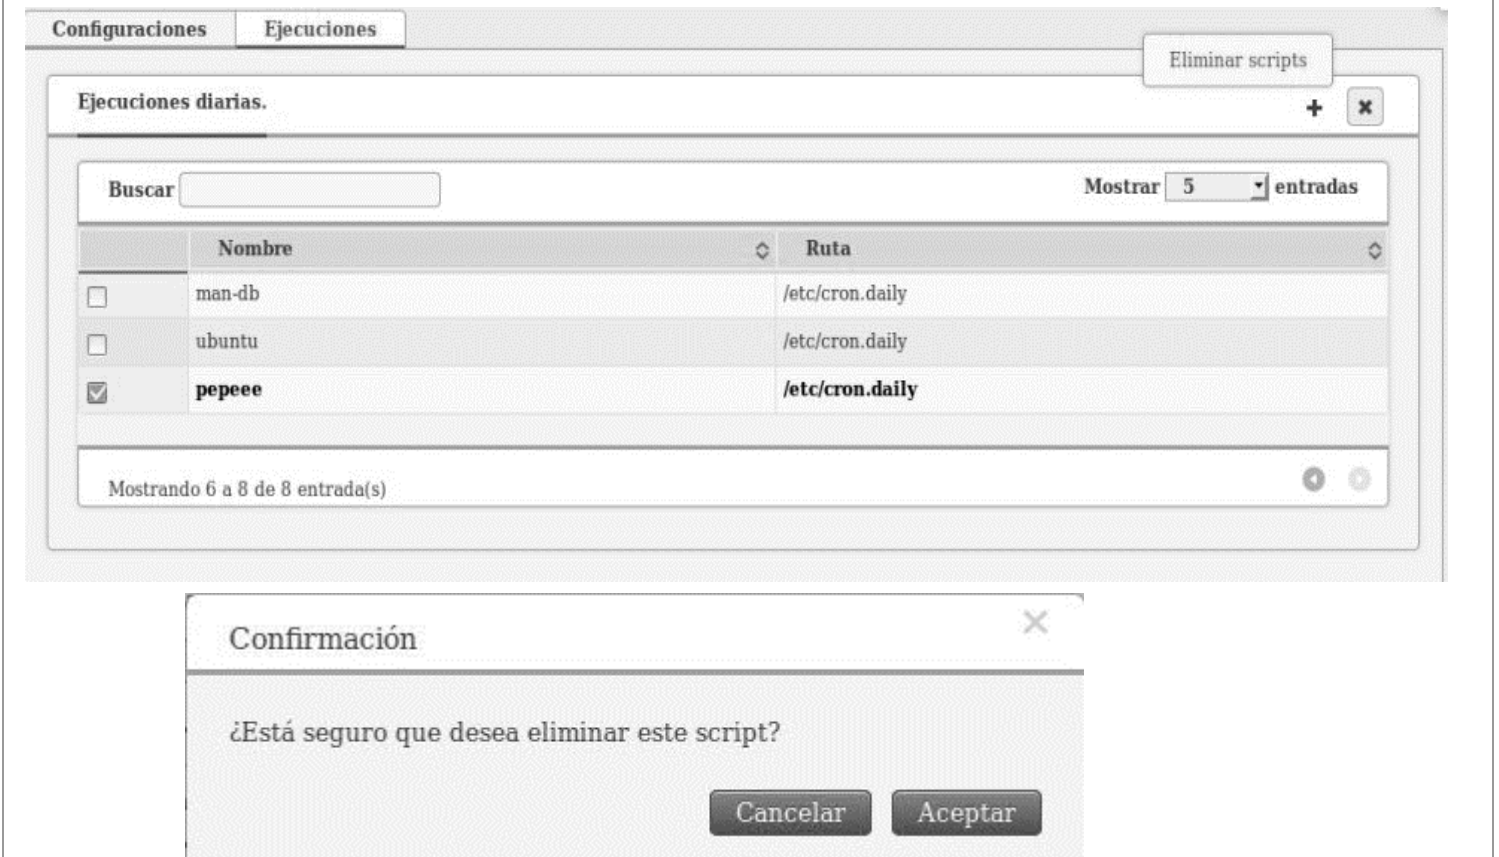 Configuraciones Ejecuciones
Eliminar scripts
Ejecuciones diarias.
Buscar Mostrar 5 entradas
Nombre Ruta
man-db /etc/cron.daily
ubuntu /etc/cron.daily
pepeee /etc/cron.daily
Mostrando 6 a 8 de 8 entrada(s)
Confirmación
¿Está seguro que desea eliminar este script?
Cancelar Aceptar